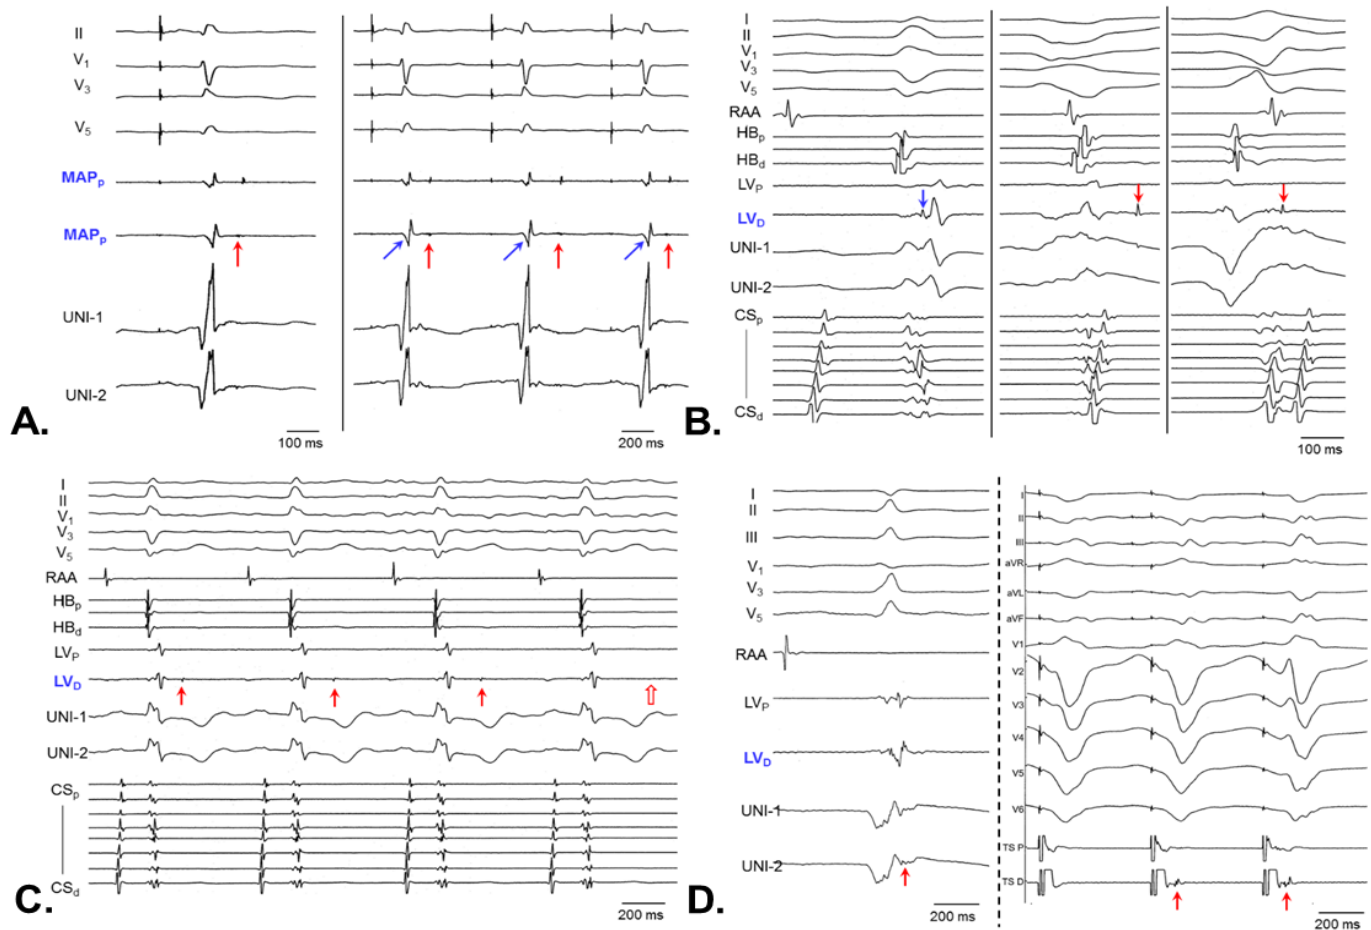 II
V1
V3
V5
MAPp
MAPp
UNI-1
UNI-2
A.
100 ms
200 ms
I
II
V1
V3
V5
RAA
HBp
HBd
LVP
LVD
UNI-1
UNI-2
CSp
CSd
B.
100 ms
I
II
V1
V3
V5
RAA
HBp
HBd
LVP
LVD
UNI-1
UNI-2
CSp
CSd
C.
200 ms
I
II
III
V1
V3
V5
RAA
LVP
LVD
UNI-1
UNI-2
D.
200 ms
I
II
III
aVR
aVL
aVF
V1
V2
V3
V4
V5
V6
TS P
TS D
200 ms